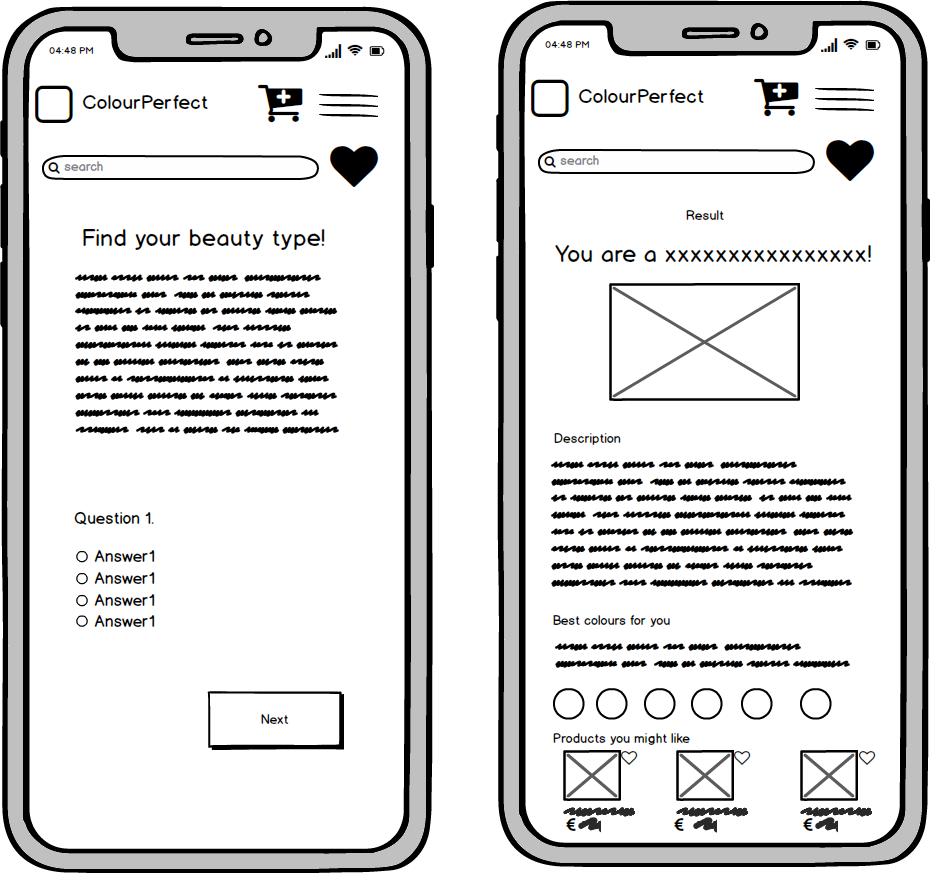 04:48 PM
ColourPerfect
search
Find your beauty type!
Question 1.
Answer1
Answer1
Answer1
Answer1
Next
04:48 PM
ColourPerfect
search
Result
You are a xxxxxxxxxxxxxxxx!
Description
Best colours for you
Products you might like
€ € €